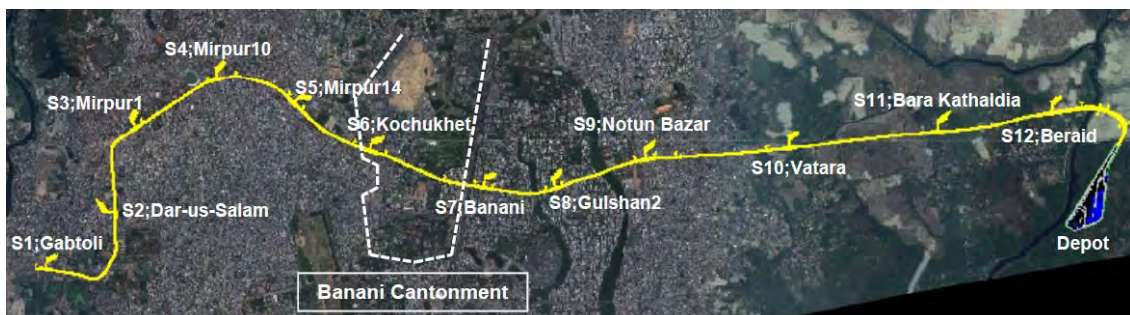 S4;Mirpur10
S5;Mirpur14
S3;Mirpur1
S11;Bara Kathaldia
S6;Kochukhet
S9;Notun Bazar
S12;Beraid
S10;Vatara
S7;Banani
S8;Gulshan2
S2;Dar-us-Salam
S1;Gabtoli
Depot
Banani Cantonment